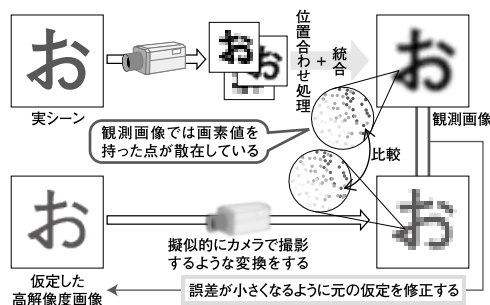 お
実シーン
お
お
位置合わせ処理
+
統合
お
観測画像
観測画像では画素値を
持った点が散在している
比較
お
仮定した
高解像度画像
擬似的にカメラで撮影
するような変換をする
お
誤差が小さくなるように元の仮定を修正する